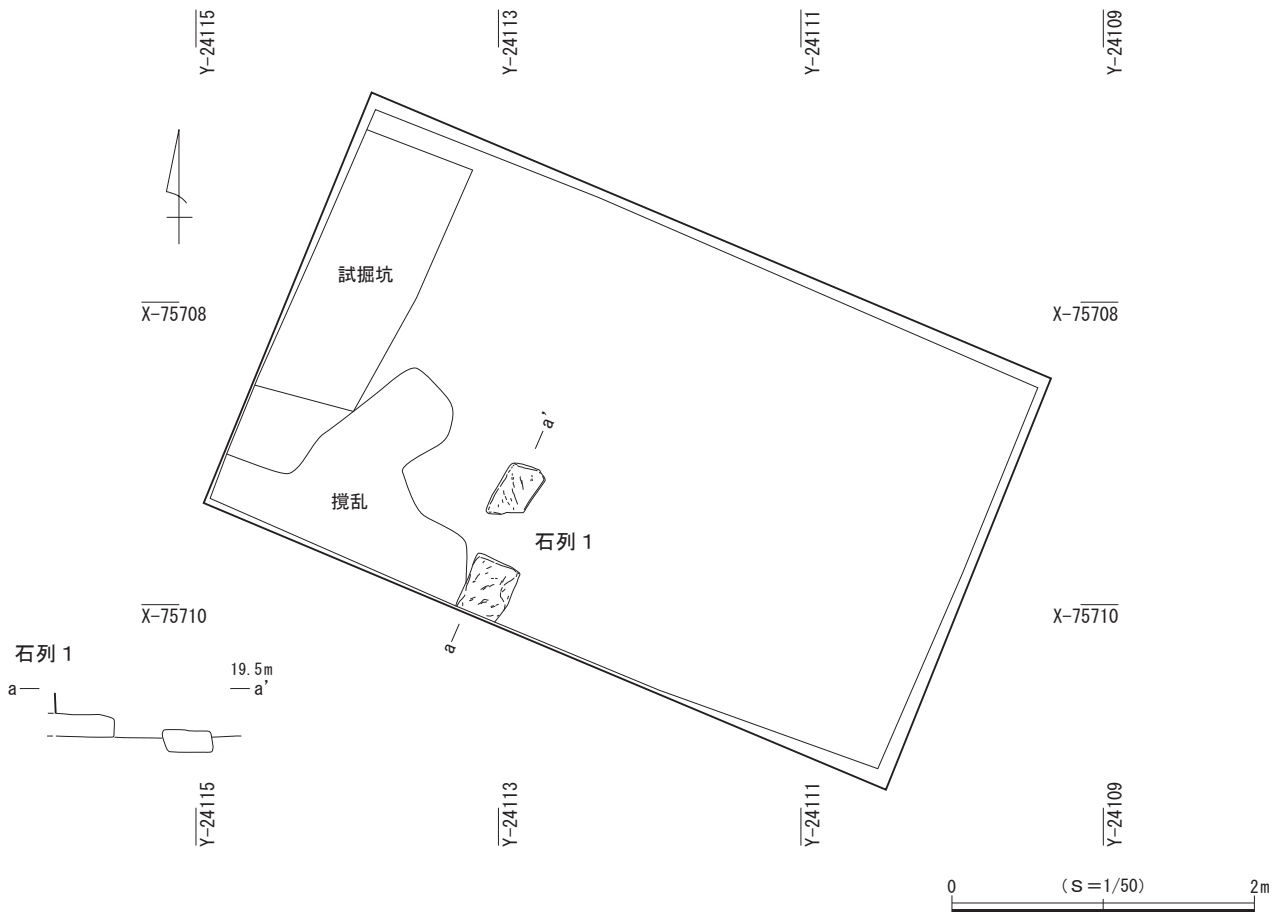 Y-24115
Y-24113
Y-24111
Y-24109
試掘坑
X-75708
X-75708
a'
撹乱
石列 1
X-75710
X-75710
a
石列 1
19.5m
a
a'
Y-24115
Y-24113
Y-24111
Y-24109
0
(S=1/50)
2m